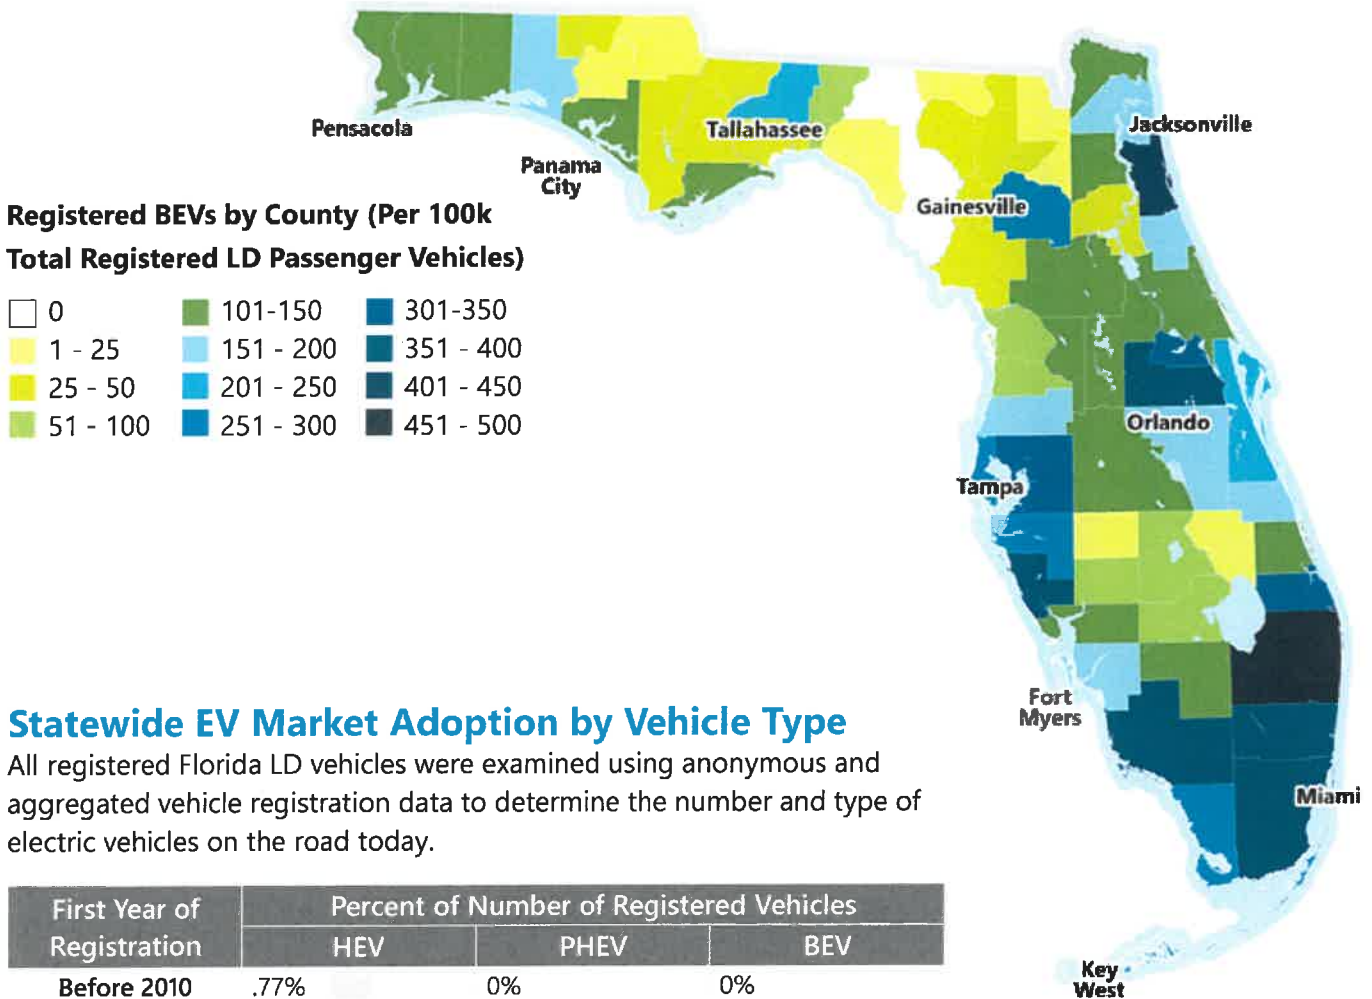 Pensacola
Panama
City
Tallahassee
Jacksonville
Gainesville
Registered BEVs by County (Per 100k
Total Registered LD Passenger Vehicles)
0
1 - 25
25 - 50
51 - 100
101-150
151 - 200
201 - 250
251 - 300
301-350
351 - 400
401 - 450
451 - 500
Orlando
Tampa
Fort
Myers
Miami
Key
West
Statewide EV Market Adoption by Vehicle Type
All registered Florida LD vehicles were examined using anonymous and
aggregated vehicle registration data to determine the number and type of
electric vehicles on the road today.
First Year of
Registration
Percent of Number of Registered Vehicles
HEV PHEV BEV
Before 2010 .77% 0% 0%